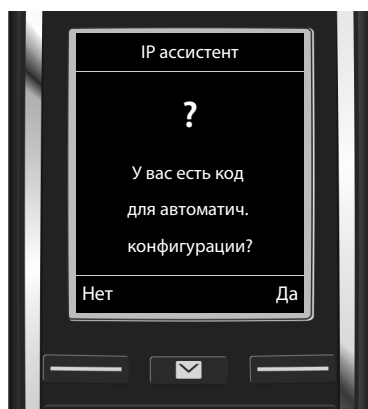 IP ассистент
?
У вас есть код
для автоматич.
конфигурации?
Нет Да